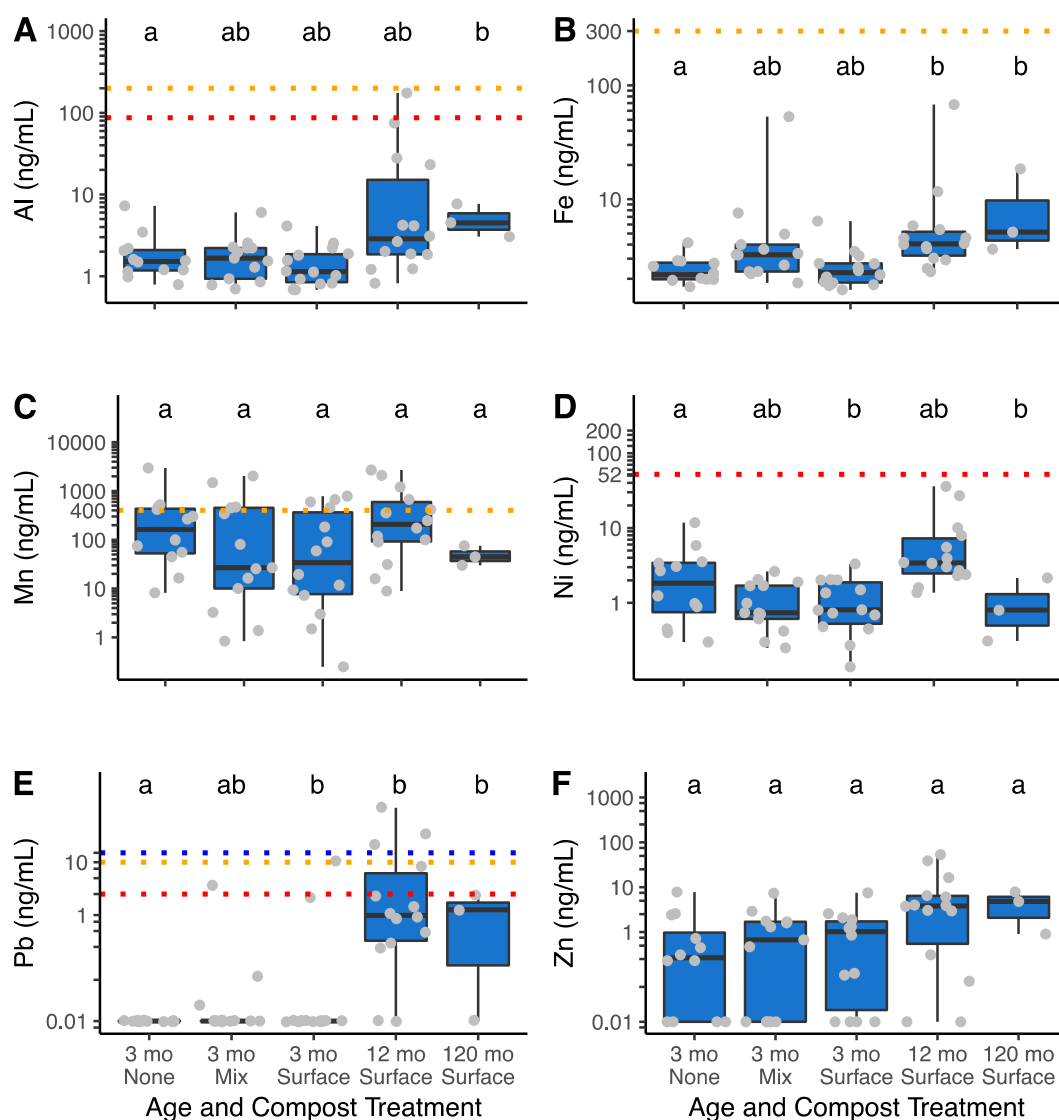 A
Al (ng/mL)
1000
100
10
1
a ab ab ab b
B
Fe (ng/mL)
300
100
10
a ab ab b b
C
Mn (ng/mL)
10000
1000
400
100
10
1
a a a a a
D
Ni (ng/mL)
200
100
52
10
1
a ab b ab b
E
Pb (ng/mL)
10
1
0.01
a ab b b b
3 mo 3 mo 3 mo 12 mo 120 mo
None Mix Surface Surface Surface
Age and Compost Treatment
F
Zn (ng/mL)
1000
100
10
1
0.01
a a a a a
3 mo 3 mo 3 mo 12 mo 120 mo
None Mix Surface Surface Surface
Age and Compost Treatment